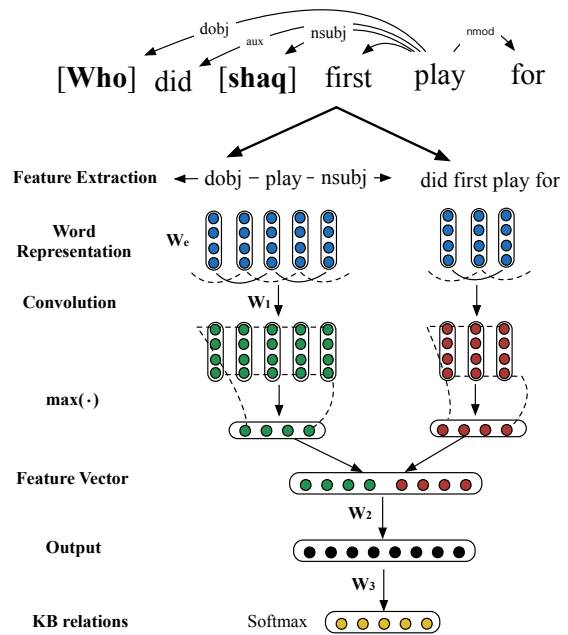 dobj aux nsubj nmod
[Who] did [shaq] first play for
Feature Extraction dobj – play – nsubj did first play for
Word
Representation We
Convolution W1
max(·)
Feature Vector
W2
Output
W3
KB relations Softmax